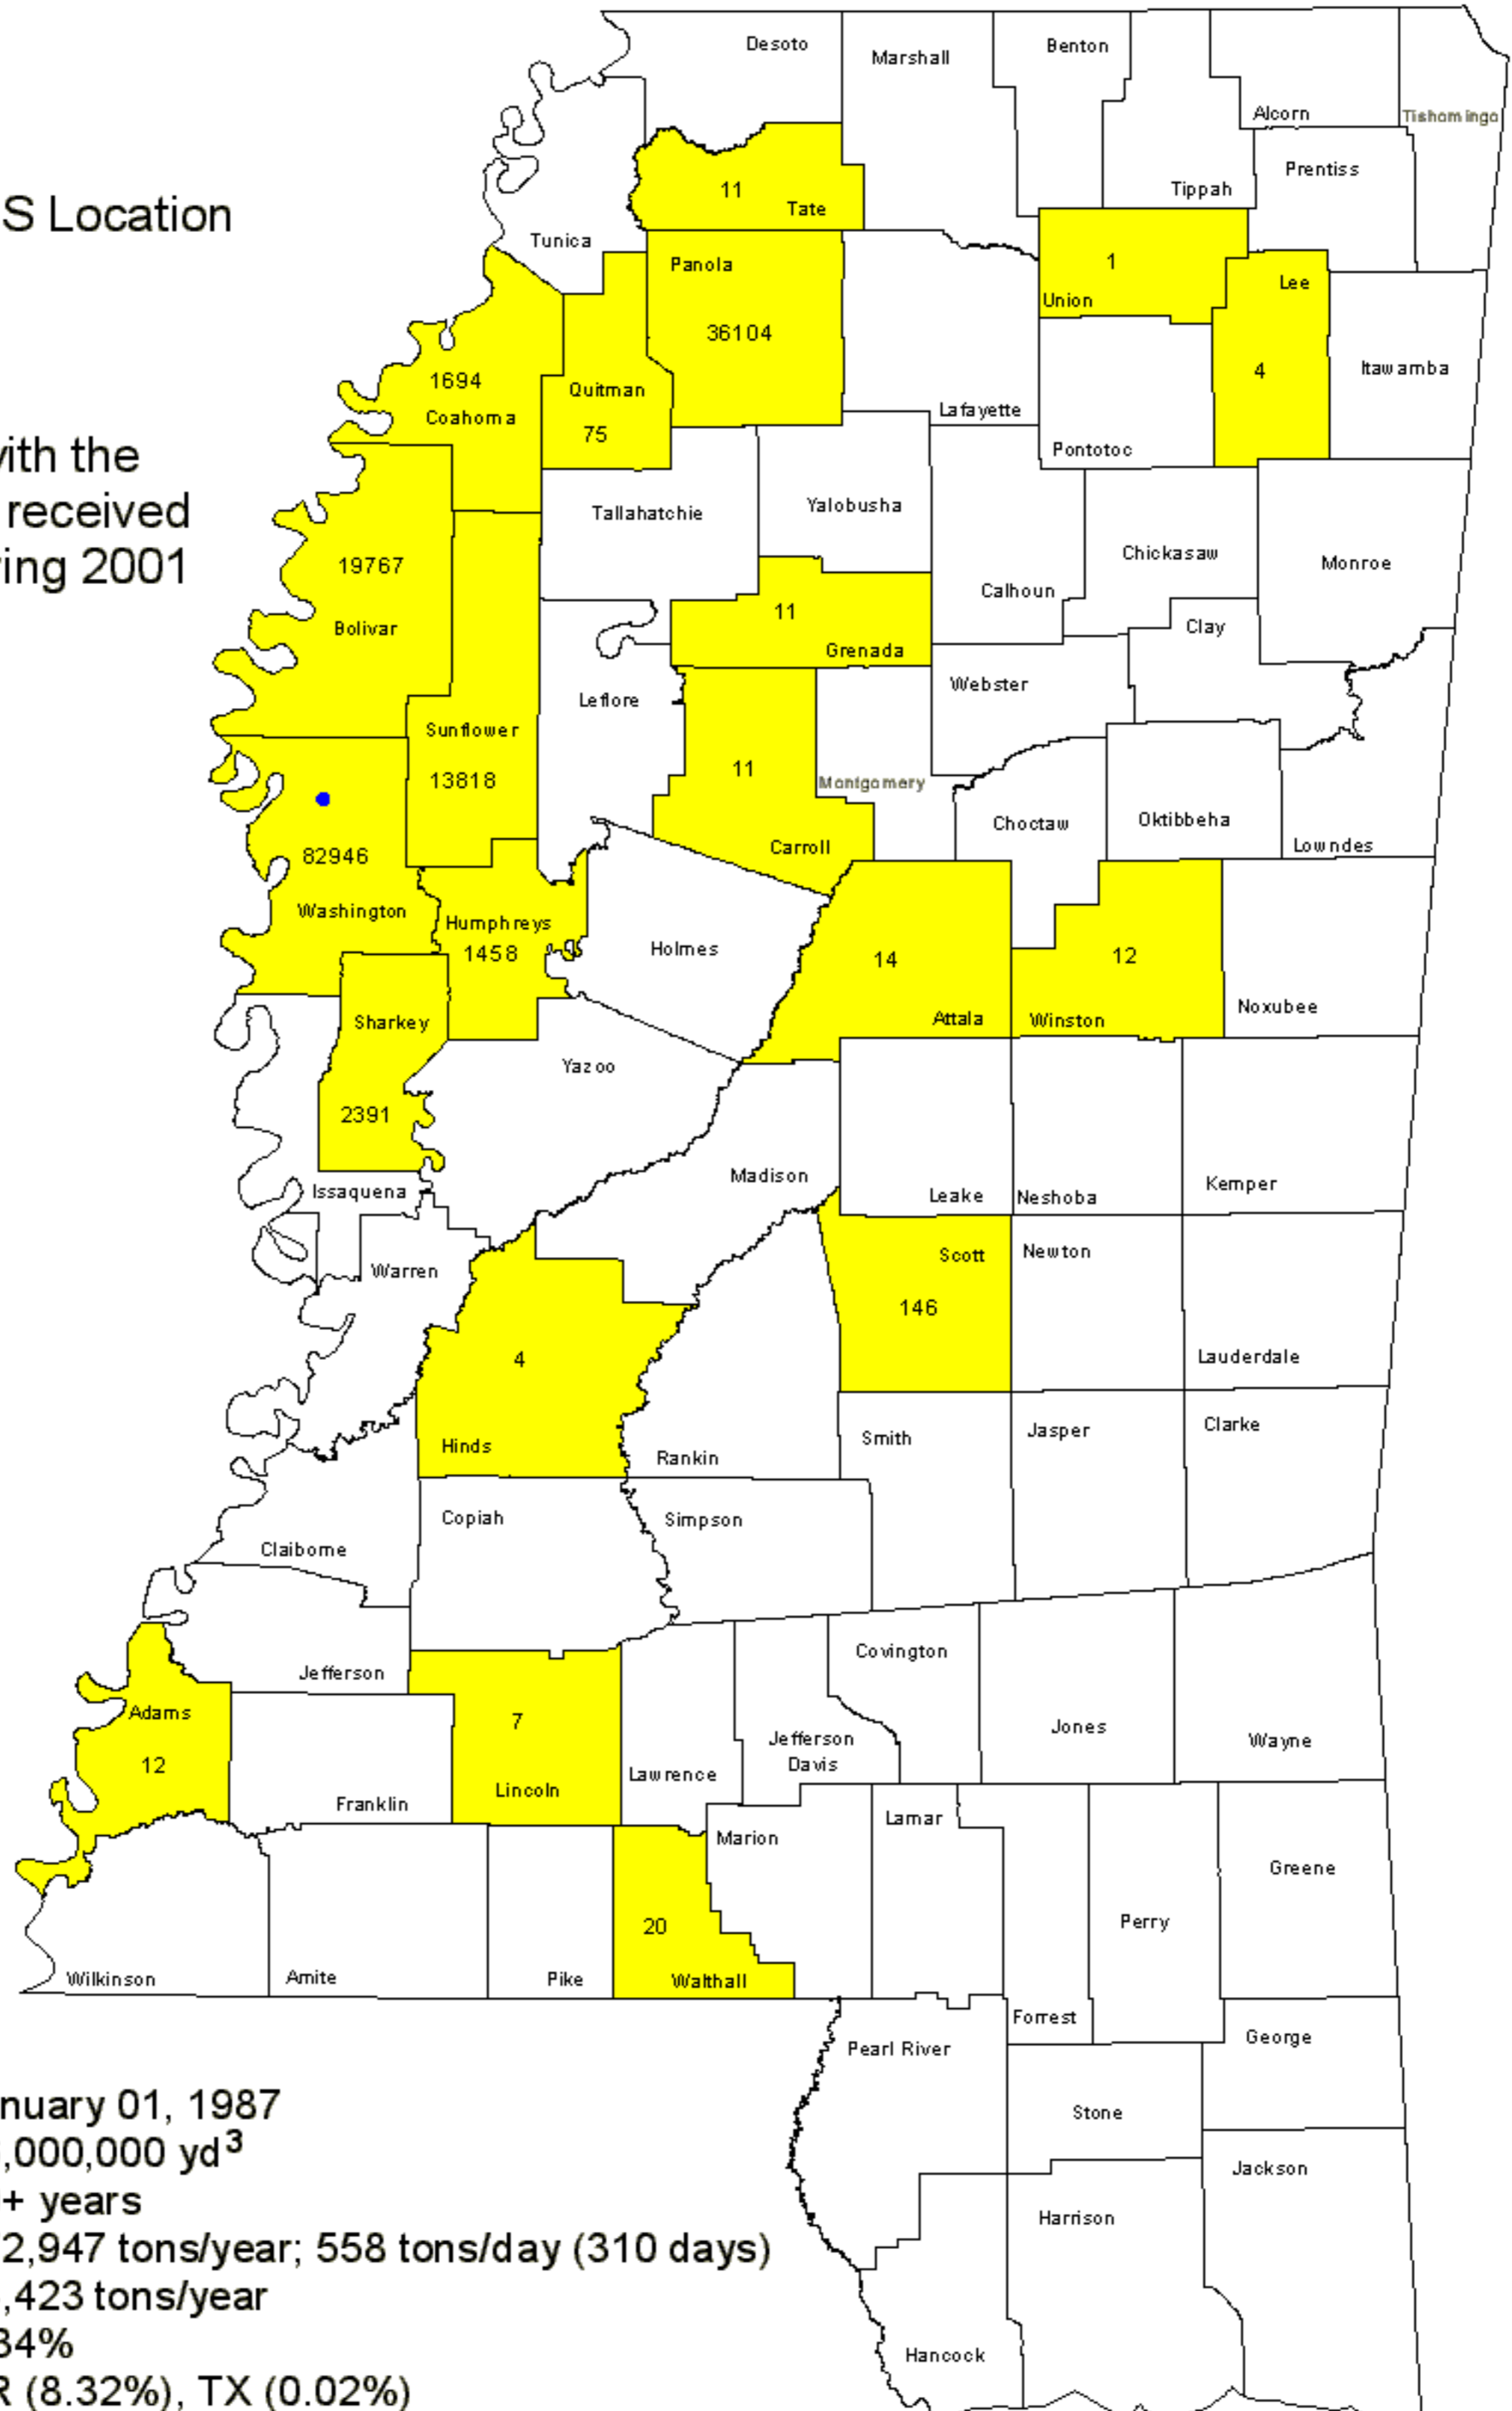 Desoto
Marshall
Benton
Alcorn
Tishomingo
Prentiss
Tippah
11
Tate
S Location
Tunica
Panola
36104
1
Union
Lee
4
Itawamba
1694
Coahoma
Quitman
75
Lafayette
Pontotoc
with the
received
ring 2001
Tallahatchie
Yalobusha
Chickasaw
Monroe
19767
Bolivar
Calhoun
11
Grenada
Clay
Leflore
Webster
Sunflower
13818
11
Carroll
Montgomery
Choctaw
Oktibbeha
Lowndes
82946
Washington
Humphreys
1458
Holmes
14
Attala
12
Winston
Noxubee
Sharkey
2391
Yazoo
Issaquena
Madison
Leake
Neshoba
Kemper
Warren
Scott
146
Newton
Lauderdale
4
Hinds
Rankin
Smith
Jasper
Clarke
Claiborne
Copiah
Simpson
Jefferson
Covington
Adams
12
Franklin
7
Lincoln
Lawrence
Jefferson
Davis
Jones
Wayne
Marion
Lamar
Greene
Perry
20
Walthall
Wilkinson
Amite
Pike
Forrest
George
Pearl River
Stone
Jackson
Harrison
Hancock
nuary 01, 1987
,000,000 yd3
+ years
2,947 tons/year; 558 tons/day (310 days)
,423 tons/year
34%
R (8.32%), TX (0.02%)